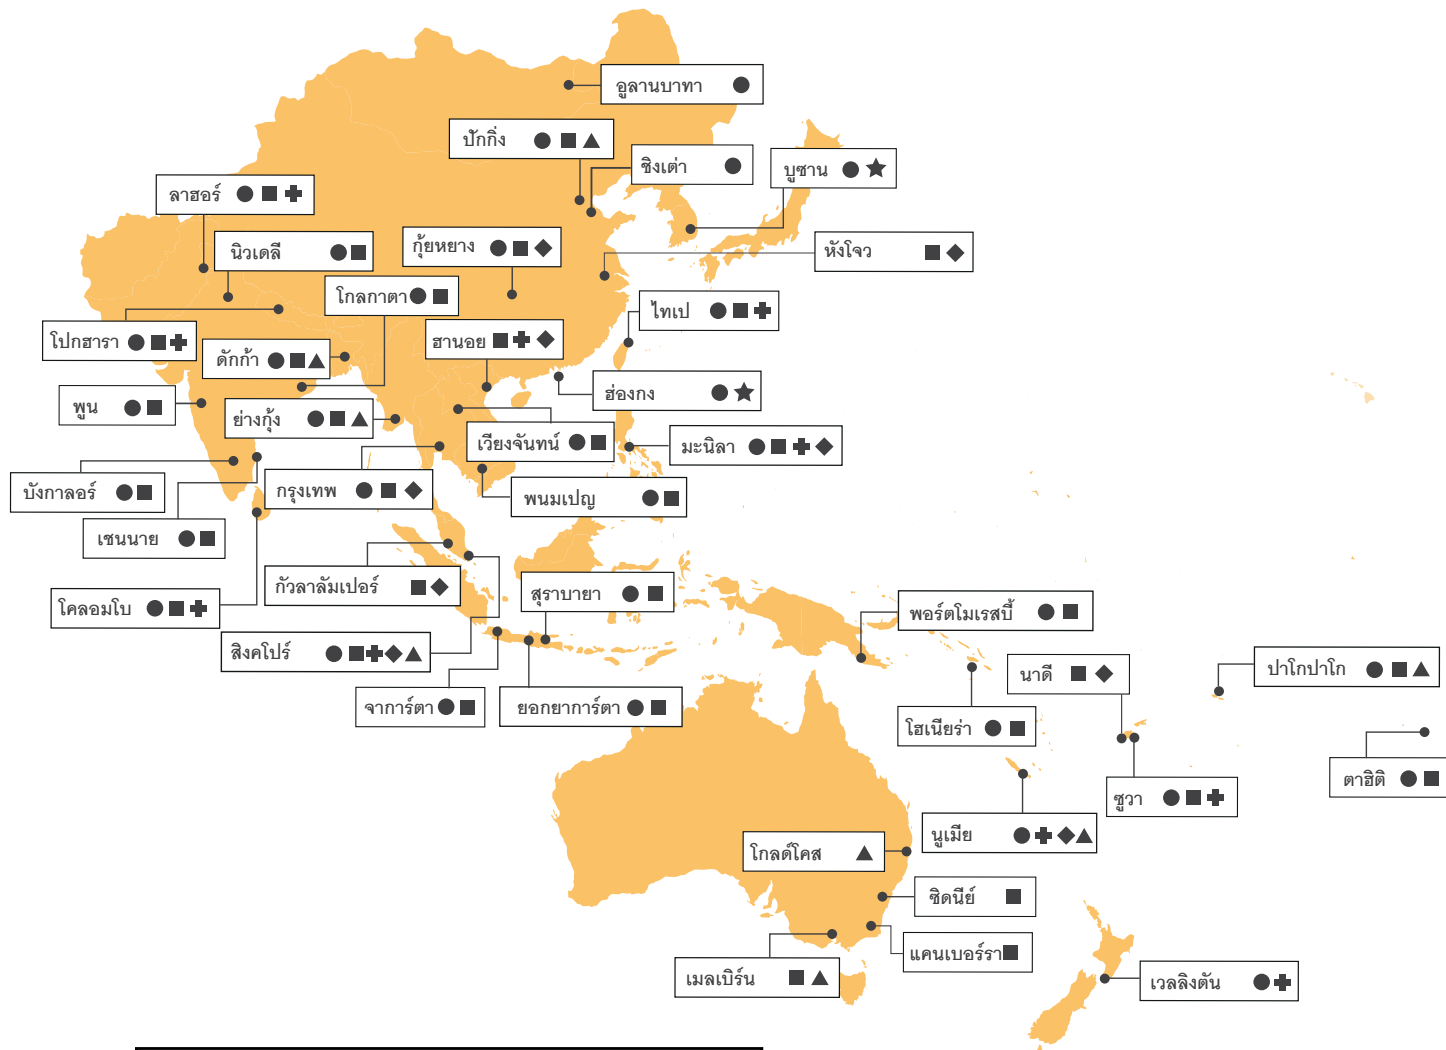 อูลานบาทา
ปักกิ่ง
ชิงเต่า
บูซาน
ลาฮอร์
นิวเดลี
กุ้ยหยาง
หังโจว
โกลกาตา
ไทเป
โปกฮารา
ฮานอย
ดักก้า
ฮ่องกง
พูน
ย่างกุ้ง
เวียงจันทน์
มะนิลา
บังกาลอร์
กรุงเทพ
พนมเปญ
เชนนาย
กัวลาลัมเปอร์
สุราบายา
โคลอมโบ
พอร์ตโมเรสบี้
สิงคโปร์
นาดี
ปาโกปาโก
จาการ์ตา
ยอกยาการ์ตา
โฮเนียร่า
ตาฮิติ
ซูวา
นูเมีย
โกลด์โคส
ซิดนีย์
แคนเบอร์รา
เมลเบิร์น
เวลลิงตัน